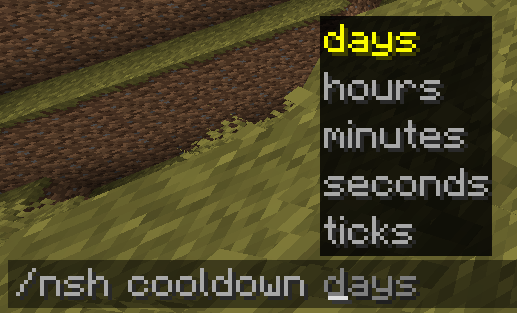 days
hours
minutes
seconds
ticks
/nsh cooldown days